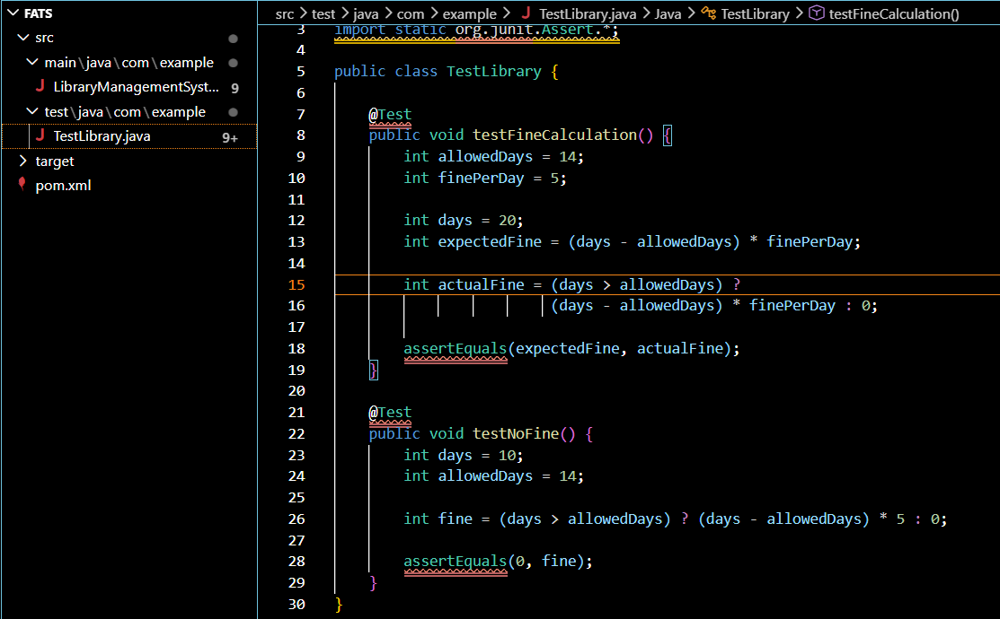 FATS
src
main\java\com\example
LibraryManagementSyst... 9
test\java\com\example
TestLibrary.java 9+
target
pom.xml
src > test > java > com > example > J TestLibrary.java > Java > TestLibrary > testFineCalculation()
3 import static org.junit.Assert.*;
4
5 public class TestLibrary {
6
7 @Test
8 public void testFineCalculation() {
9 int allowedDays = 14;
10 int finePerDay = 5;
11
12 int days = 20;
13 int expectedFine = (days - allowedDays) * finePerDay;
14
15 int actualFine = (days > allowedDays) ?
16 (days - allowedDays) * finePerDay : 0;
17
18 assertEquals(expectedFine, actualFine);
19 }
20
21 @Test
22 public void testNoFine() {
23 int days = 10;
24 int allowedDays = 14;
25
26 int fine = (days > allowedDays) ? (days - allowedDays) * 5 : 0;
27
28 assertEquals(0, fine);
29 }
30 }